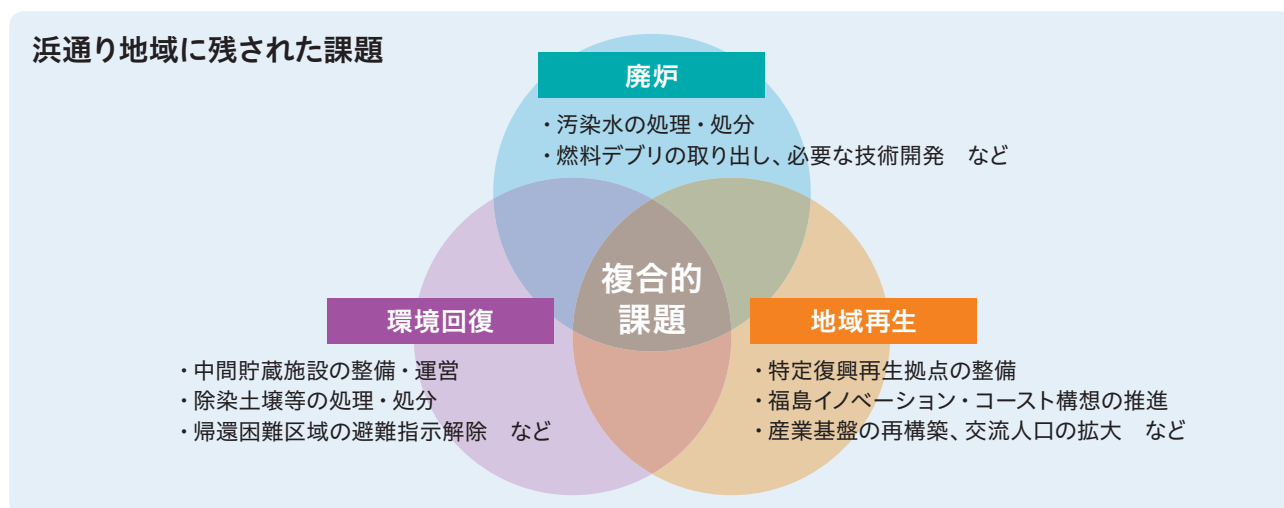 浜通り地域に残された課題
廃炉
・汚染水の処理・処分
・燃料デブリの取り出し、必要な技術開発　など
複合的
課題
環境回復
・中間貯蔵施設の整備・運営
・除染土壌等の処理・処分
・帰還困難区域の避難指示解除　など
地域再生
・特定復興再生拠点の整備
・福島イノベーション・コースト構想の推進
・産業基盤の再構築、交流人口の拡大　など